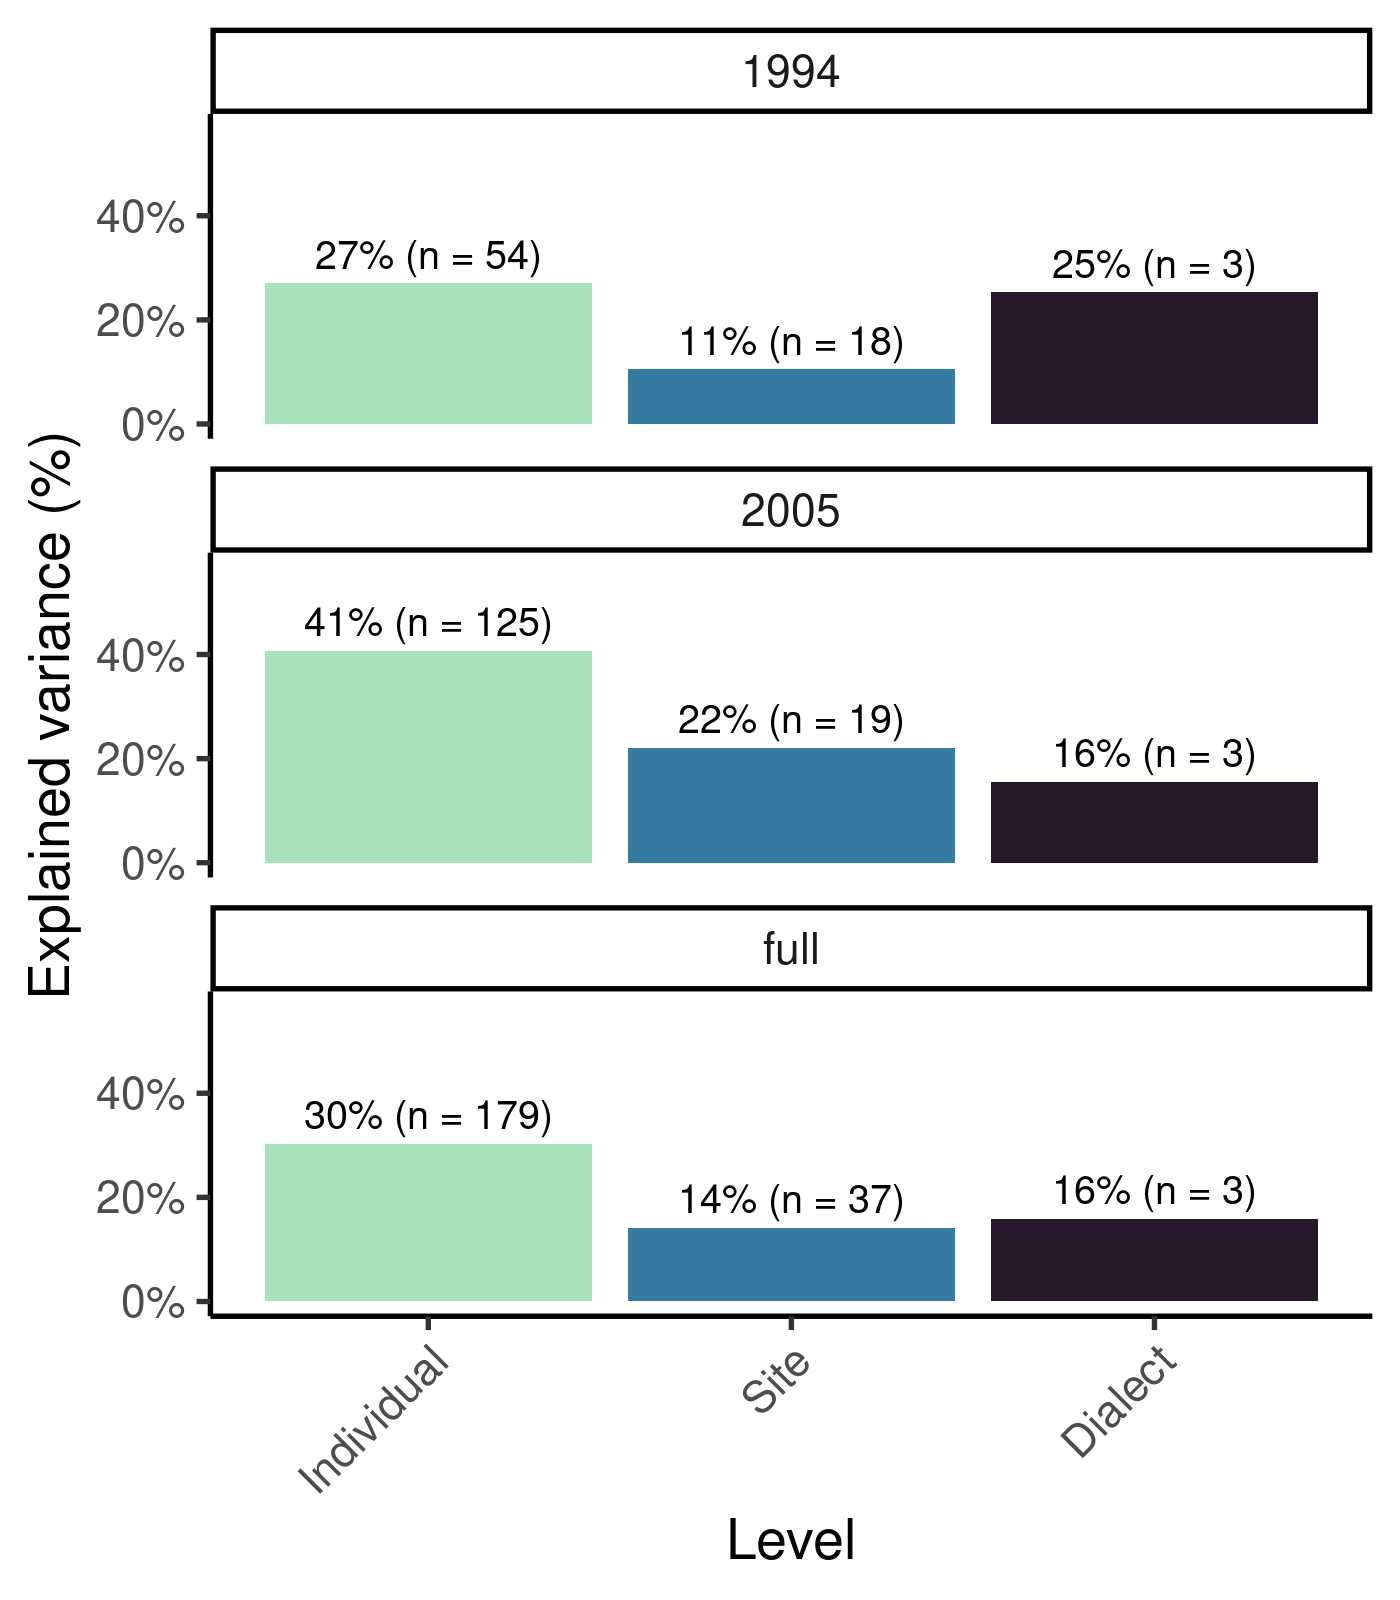 1994
40%
20%
0%
27% (n = 54)
11% (n = 18)
25% (n = 3)
2005
40%
20%
0%
41% (n = 125)
22% (n = 19)
16% (n = 3)
full
40%
20%
0%
30% (n = 179)
14% (n = 37)
16% (n = 3)
Explained variance (%)
Individual
Site
Dialect
Level